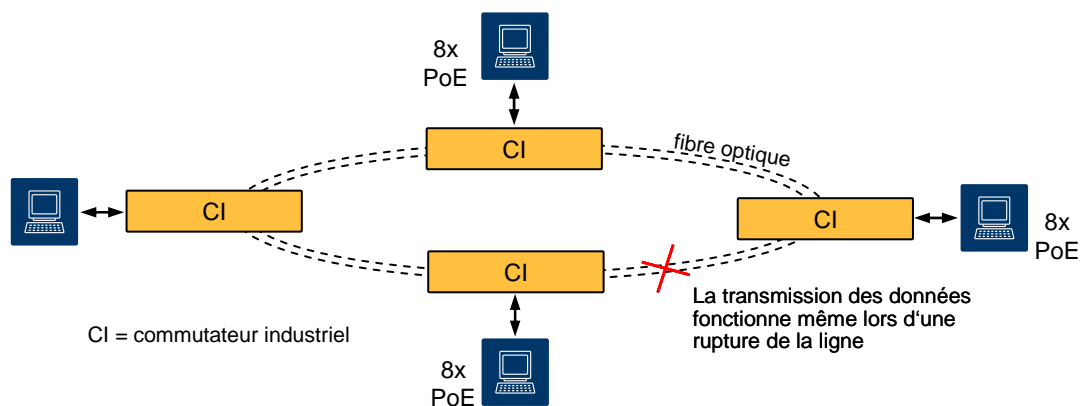 8x
PoE
CI
fibre optique
CI
CI
8x
PoE
CI
La transmission des données
fonctionne même lors d‘une
rupture de la ligne
CI = commutateur industriel
8x
PoE